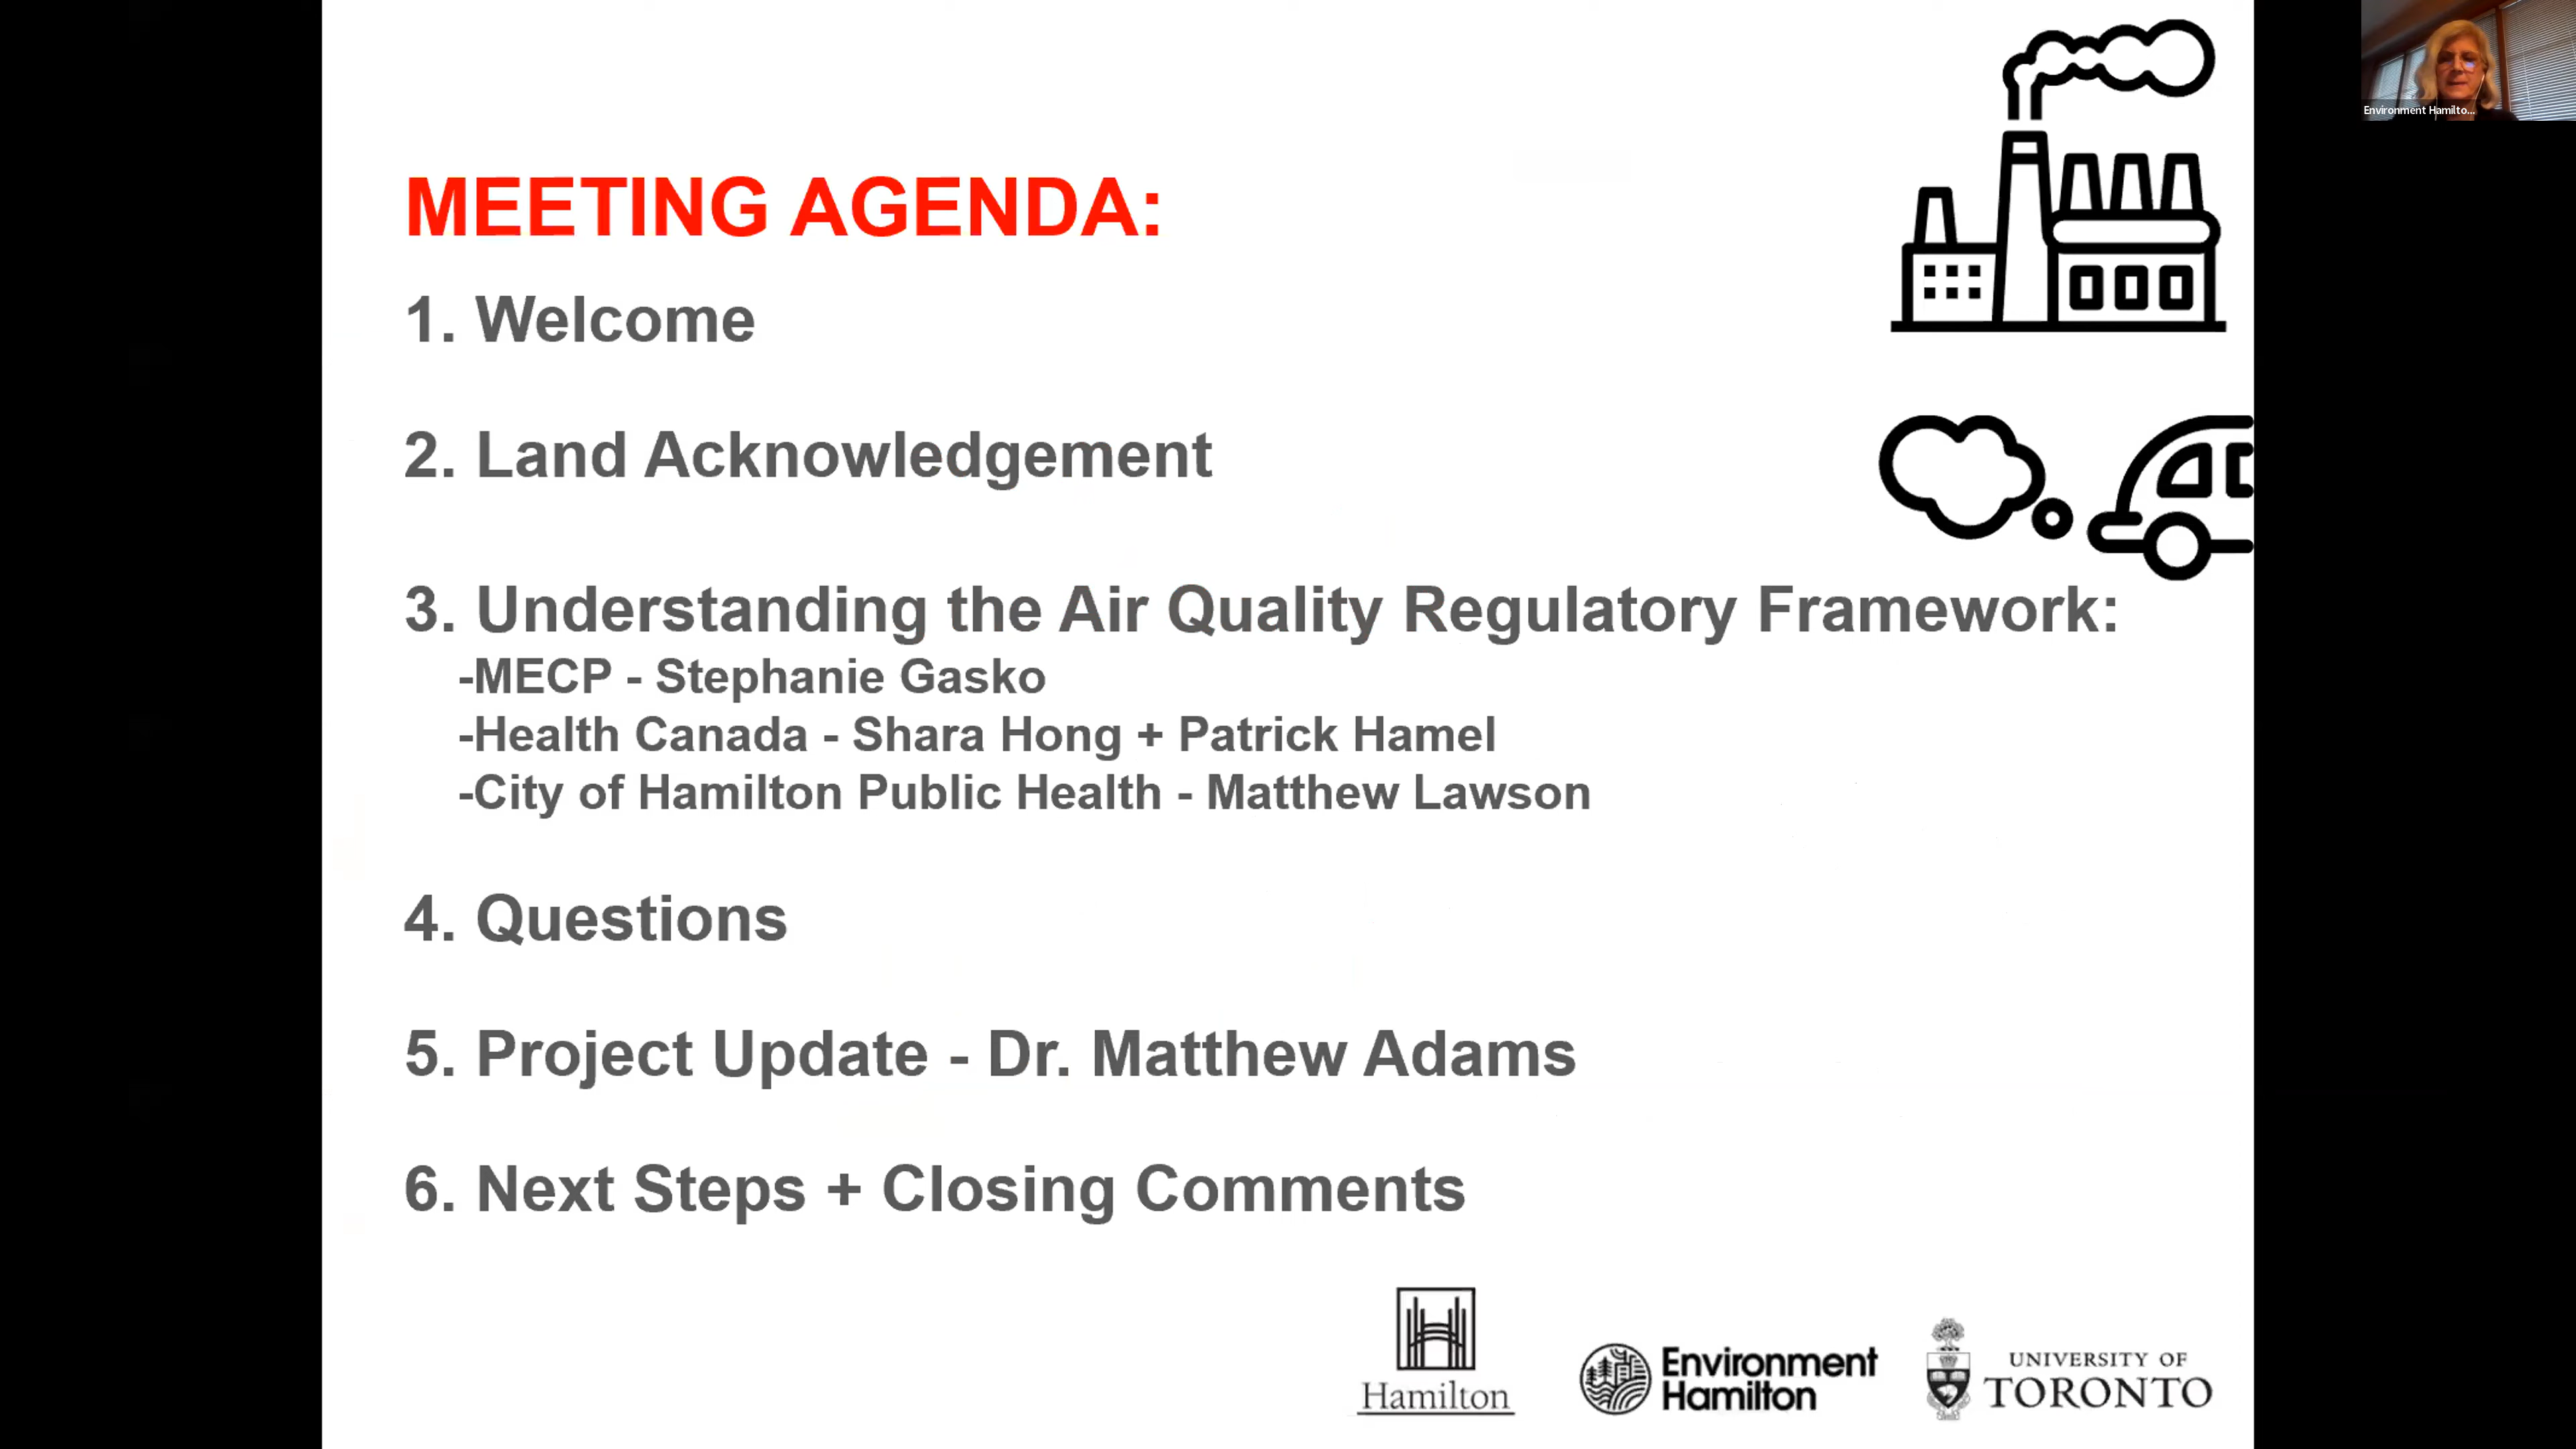 Environment Hamilto...
MEETING AGENDA:
1. Welcome
2. Land Acknowledgement
3. Understanding the Air Quality Regulatory Framework:
-MECP - Stephanie Gasko
-Health Canada - Shara Hong + Patrick Hamel
-City of Hamilton Public Health - Matthew Lawson
4. Questions
5. Project Update - Dr. Matthew Adams
6. Next Steps + Closing Comments
Hamilton
Environment
Hamilton
UNIVERSITY OF
TORONTO